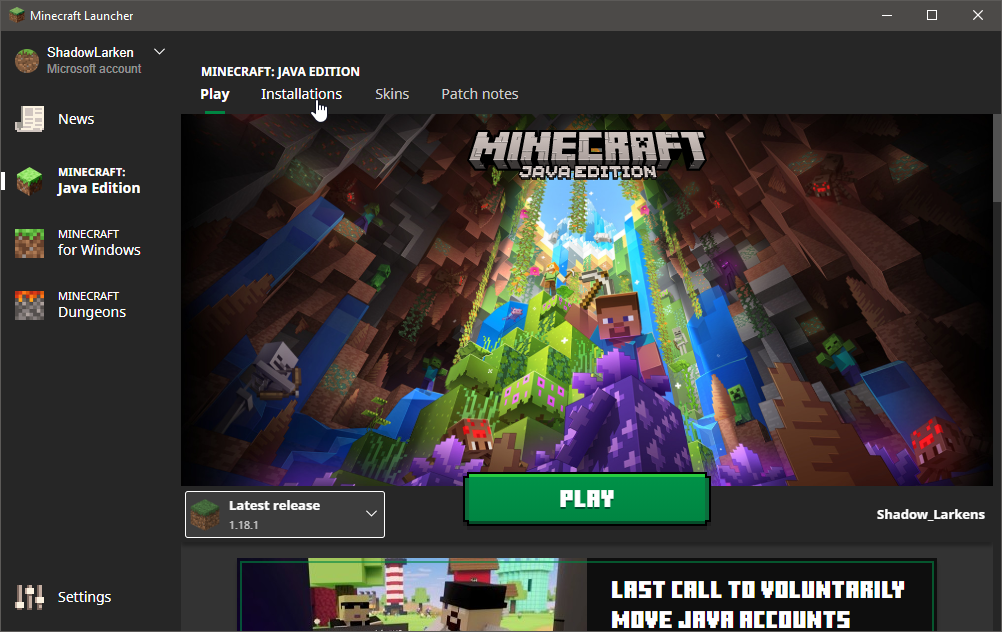 Minecraft Launcher
ShadowLarken
Microsoft account
News
MINECRAFT:
Java Edition
MINECRAFT
for Windows
MINECRAFT
Dungeons
Settings
MINECRAFT: JAVA EDITION
Play Installations Skins Patch notes
MINECRAFT
JAVA EDITION
Latest release
1.18.1
PLAY
Shadow_Larkens
LAST CALL TO VOLUNTARILY
MOVE JAVA ACCOUNTS